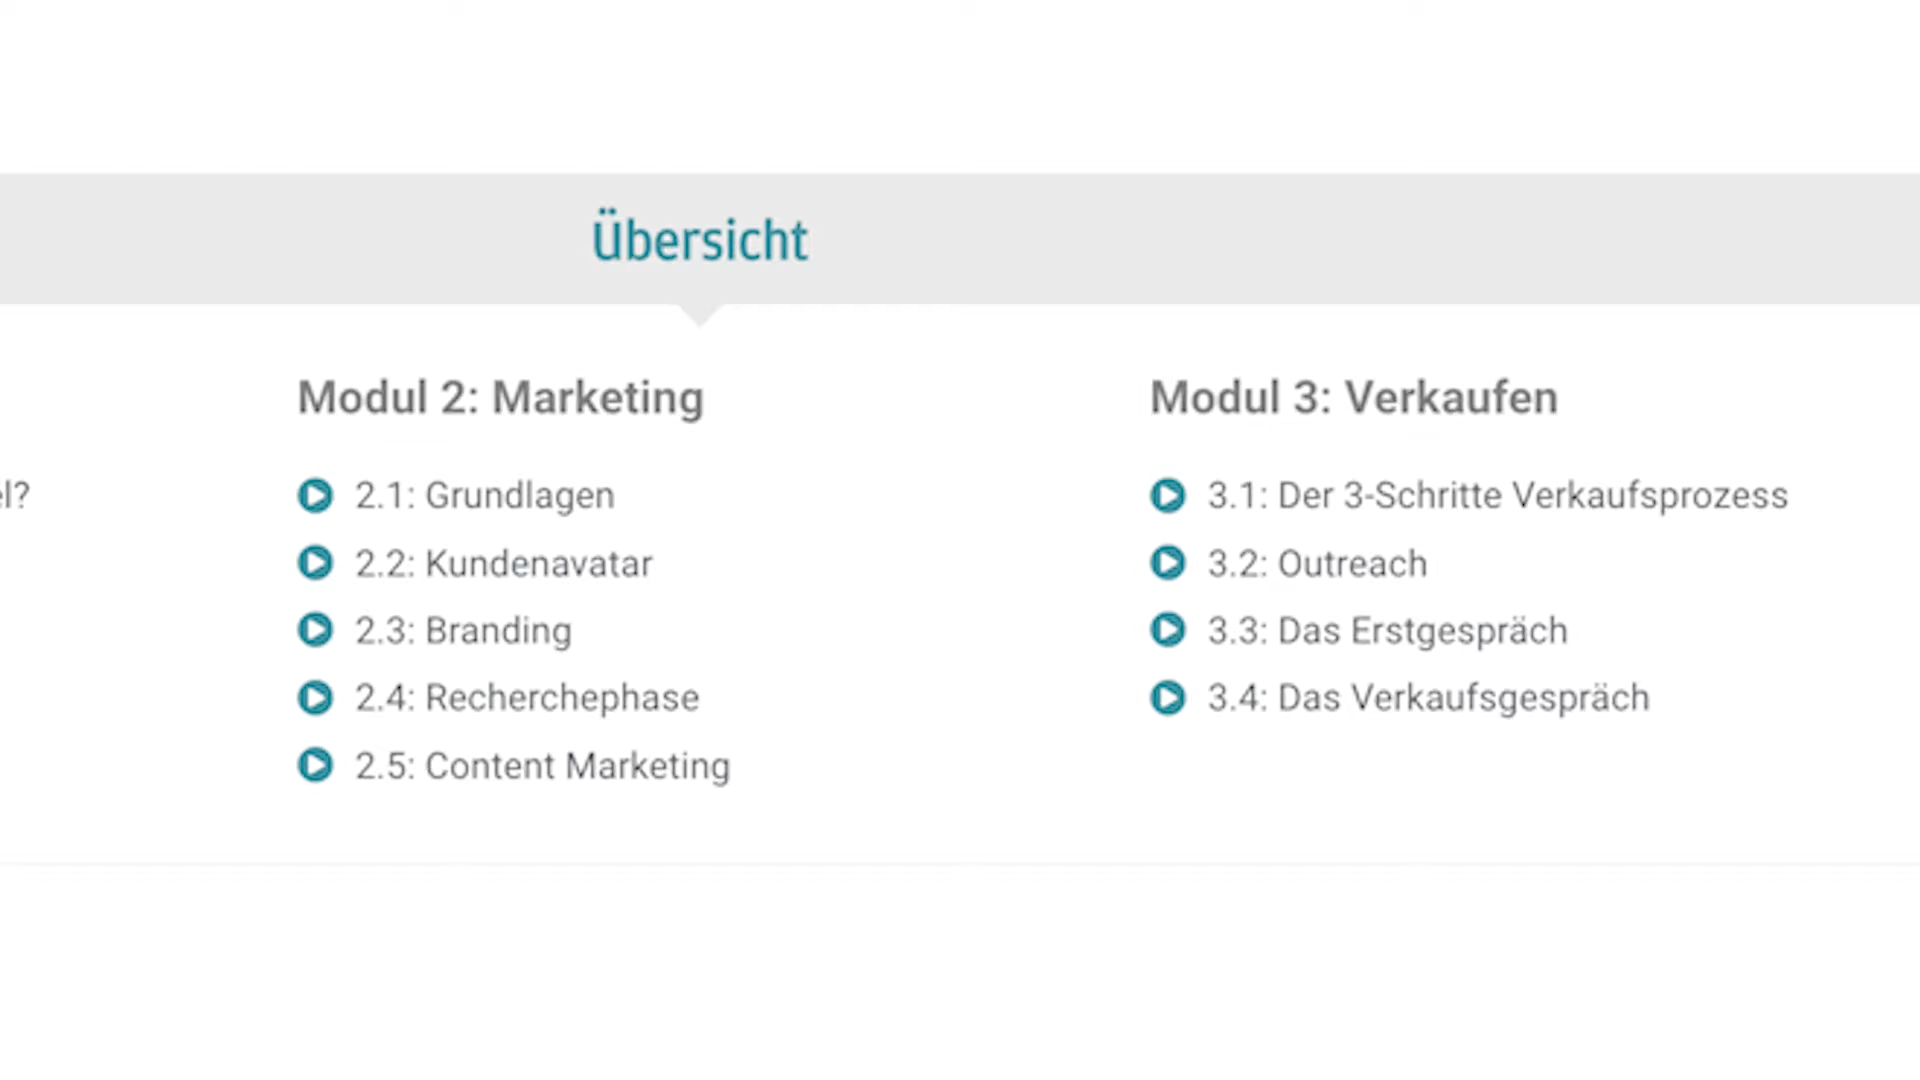 Übersicht
Modul 2: Marketing
2.1: Grundlagen
2.2: Kundenavatar
2.3: Branding
2.4: Recherchephase
2.5: Content Marketing
Modul 3: Verkaufen
3.1: Der 3-Schritte Verkaufsprozess
3.2: Outreach
3.3: Das Erstgespräch
3.4: Das Verkaufsgespräch